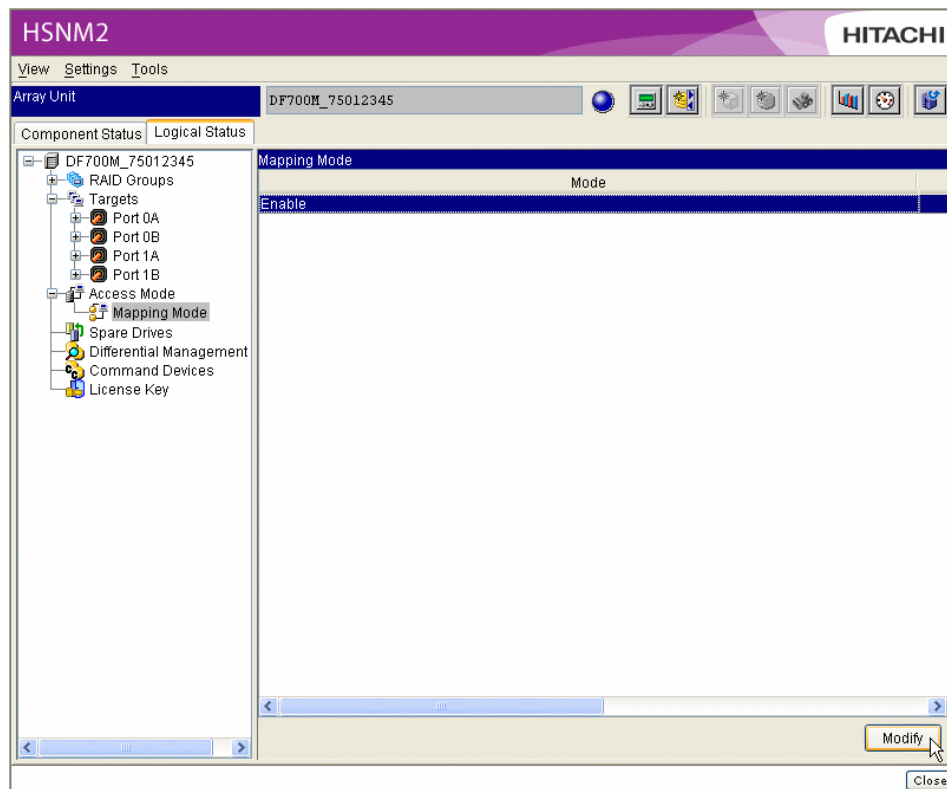 HSNM2
HITACHI
View Settings Tools
Array Unit
DF700M_75012345
Component Status Logical Status
DF700M_75012345
RAID Groups
Targets
Port 0A
Port 0B
Port 1A
Port 1B
Access Mode
Mapping Mode
Spare Drives
Differential Management
Command Devices
License Key
Mapping Mode
Mode
Enable
Modify
Close